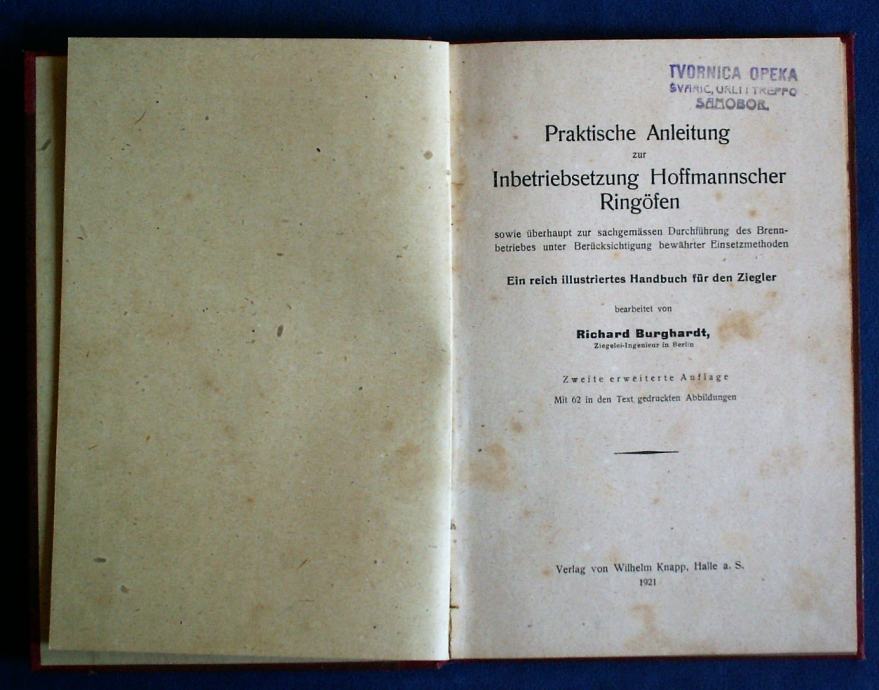 TVORNICA OPEKA
SAMOBOR.
Praktische Anleitung
zur
Inbetriebsetzung Hoffmannscher
Ringöfen
sowie überhaupt zur sachgemässen Durchführung des Brenn-
betriebes unter Berücksichtigung bewährter Einsetzmethoden
Ein reich illustriertes Handbuch für den Ziegler
bearbeitet von
Richard Burghardt,
Ziegelei-Ingenieur in Berlin
Zweite erweiterte Auflage
Mit 62 in den Text gedruckten Abbildungen
Verlag von Wilhelm Knapp, Halle a. S.
1921